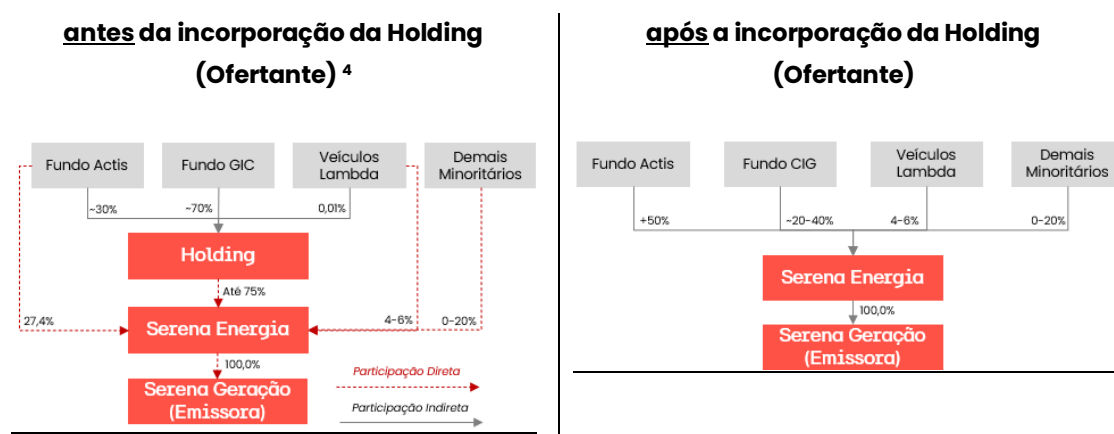 antes da incorporação da Holding
(Ofertante) ⁴
Fundo Actis
Fundo GIC
Veículos
Lambda
Demais
Minoritários
~30%
~70%
0,01%
Holding
Até 75%
27,4%
Serena Energia
4-6%
0-20%
100,0%
Serena Geração
(Emissora)
Participação Direta
Participação Indireta
após a incorporação da Holding
(Ofertante)
Fundo Actis
Fundo CIG
Veículos
Lambda
Demais
Minoritários
+50%
~20-40%
4-6%
0-20%
Serena Energia
100,0%
Serena Geração
(Emissora)